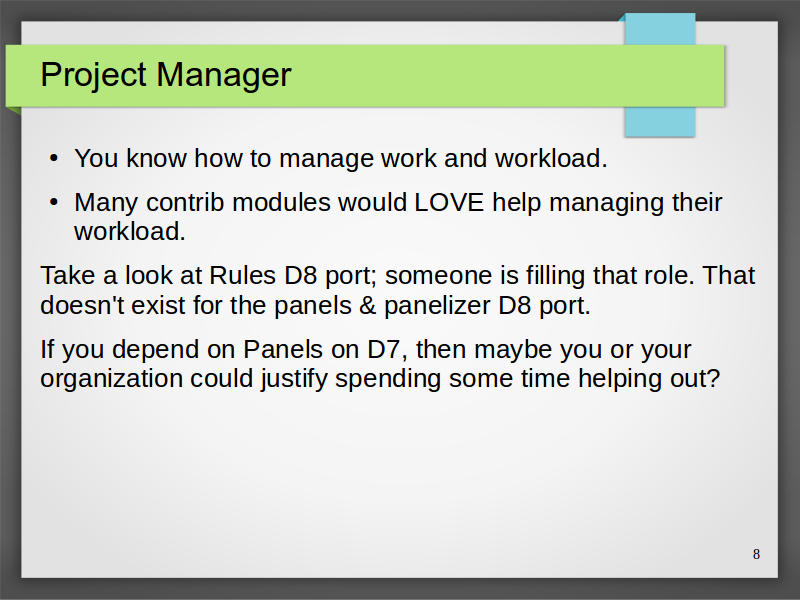 Project Manager
• You know how to manage work and workload.
• Many contrib modules would LOVE help managing their
workload.
Take a look at Rules D8 port; someone is filling that role. That
doesn't exist for the panels & panelizer D8 port.
If you depend on Panels on D7, then maybe you or your
organization could justify spending some time helping out?
8